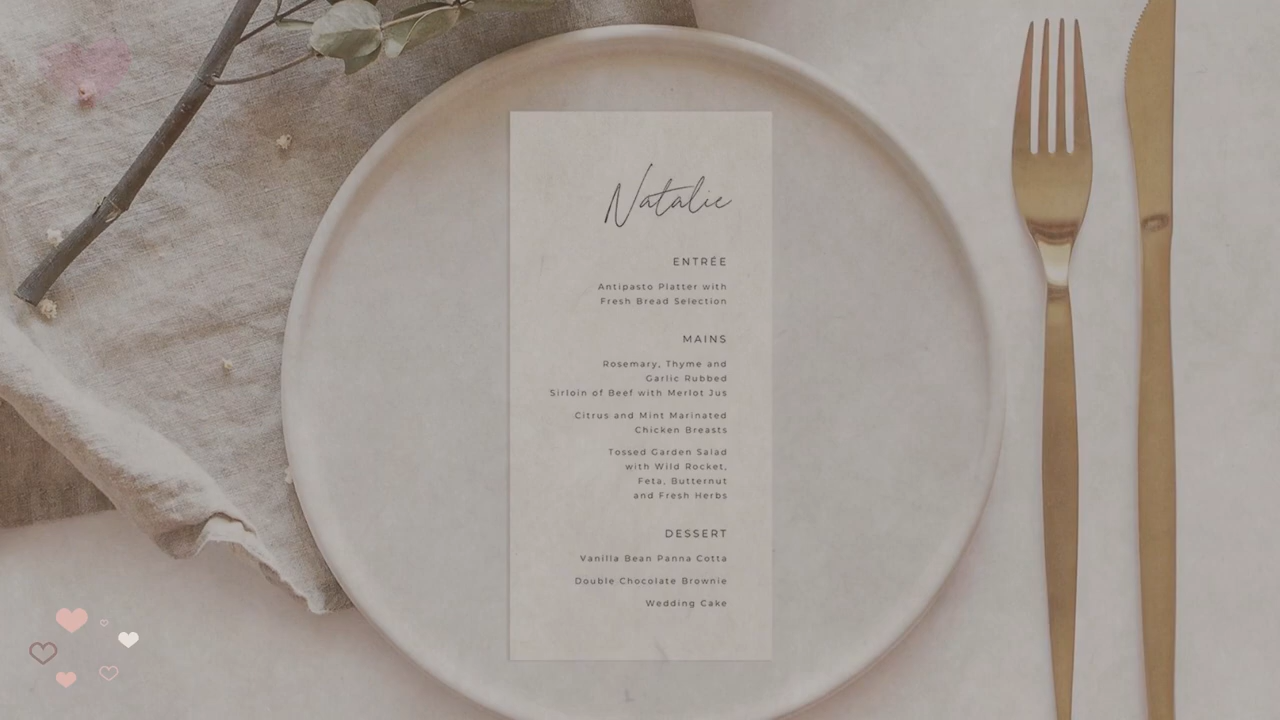 Natalie
ENTRÉE
Antipasto Platter with
Fresh Bread Selection
MAINS
Rosemary, Thyme and
Garlic Rubbed
Sirloin of Beef with Merlot Jus
Citrus and Mint Marinated
Chicken Breasts
Tossed Garden Salad
with Wild Rocket,
Feta, Butternut
and Fresh Herbs
DESSERT
Vanilla Bean Panna Cotta
Double Chocolate Brownie
Wedding Cake